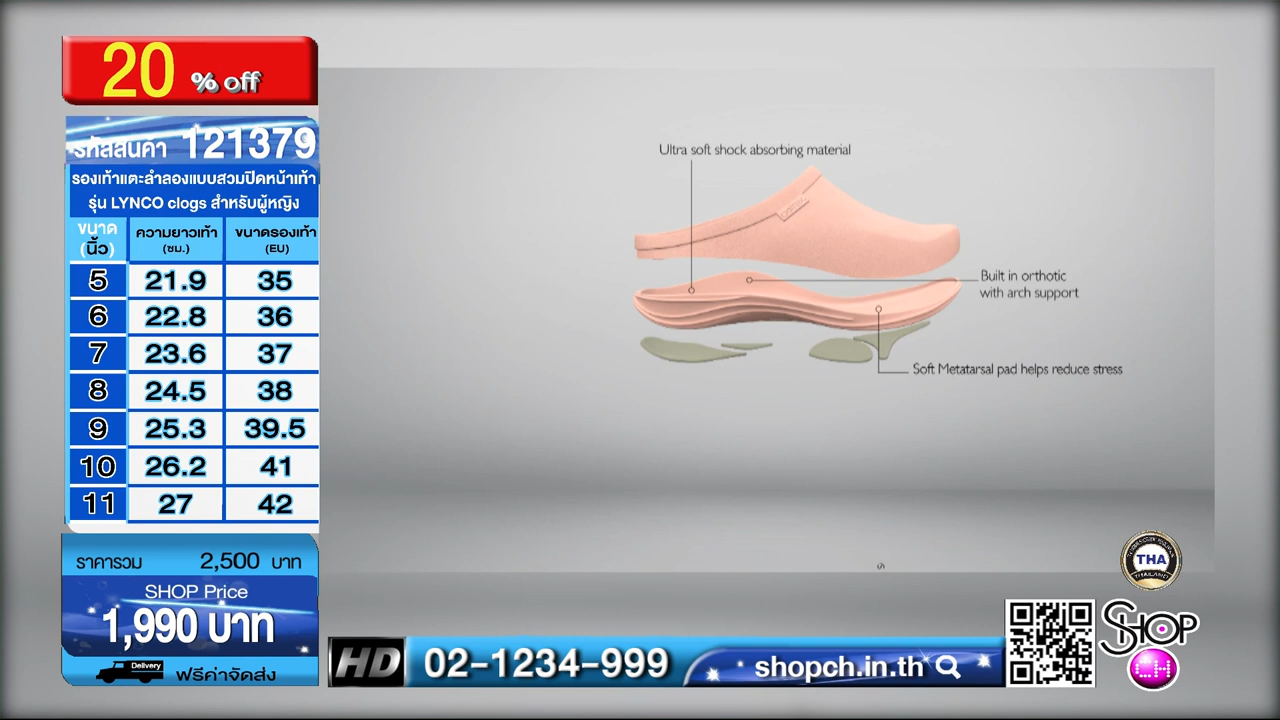 20 % off
รหัสสินค้า 121379
รองเท้าแตะลำลองแบบสวมปิดหน้าเท้า
รุ่น LYNCO clogs สำหรับผู้หญิง
ขนาด (นิ้ว) ความยาวเท้า (ซม.) ขนาดรองเท้า (EU)
5 21.9 35
6 22.8 36
7 23.6 37
8 24.5 38
9 25.3 39.5
10 26.2 41
11 27 42
ราคารวม 2,500 บาท
SHOP Price
1,990 บาท
Delivery ฟรีค่าจัดส่ง
Ultra soft shock absorbing material
Built in orthotic
with arch support
Soft Metatarsal pad helps reduce stress
THA
THAILAND
HD 02-1234-999 shopch.in.th
SHOP
CH